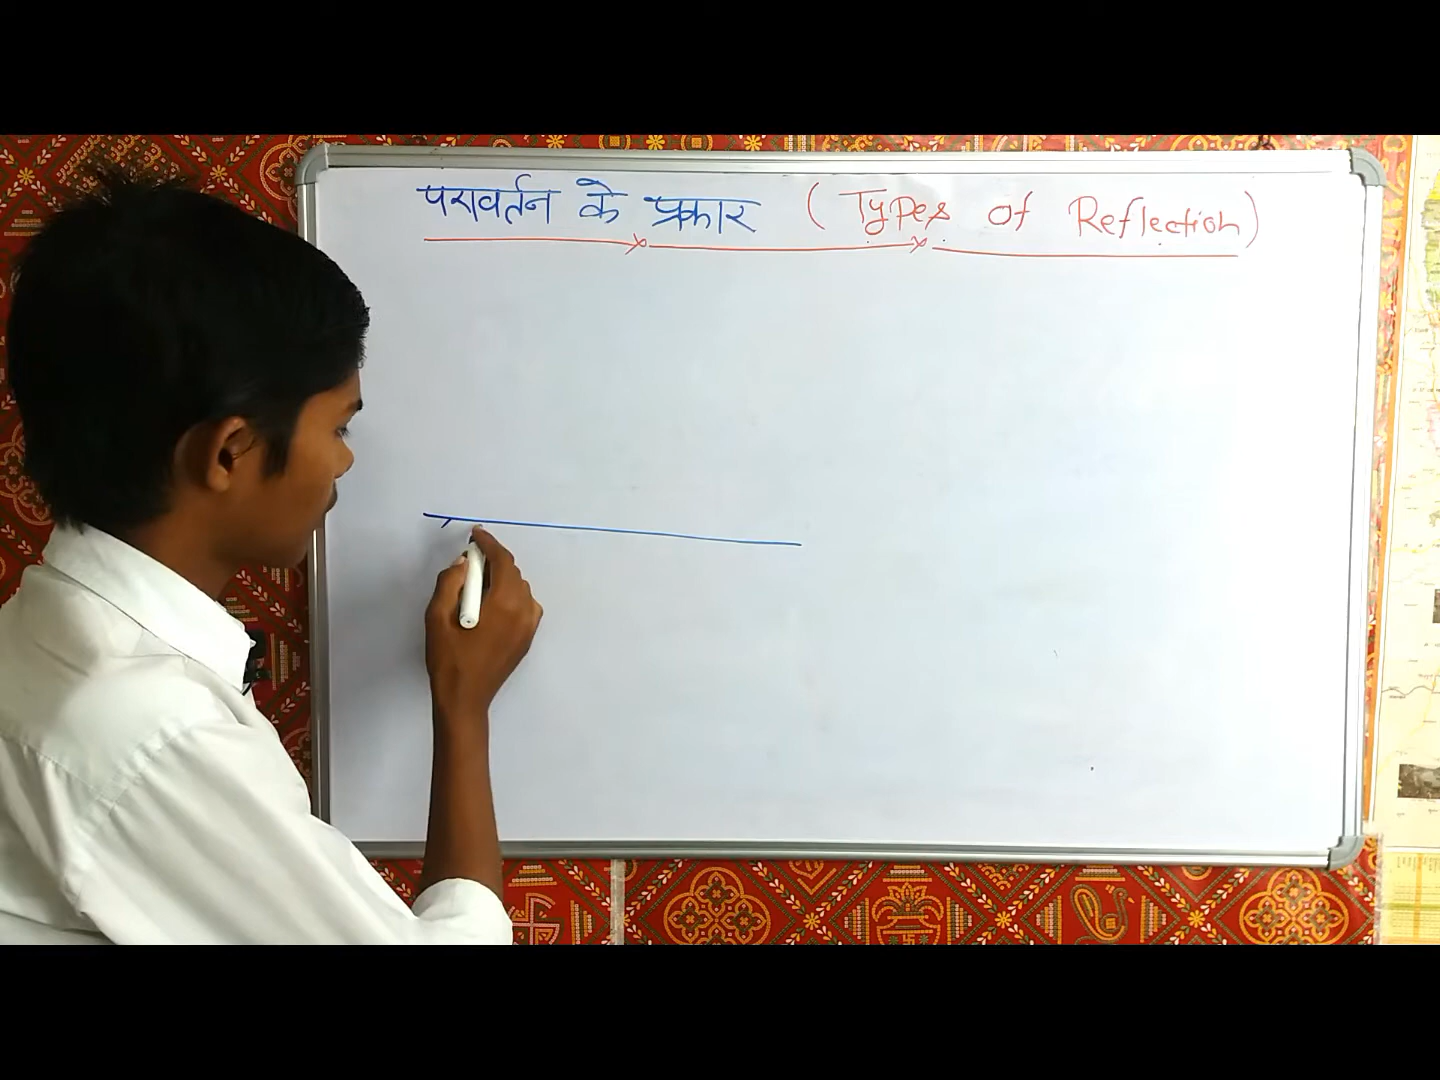 परावर्तन के प्रकार ( Types of Reflection)